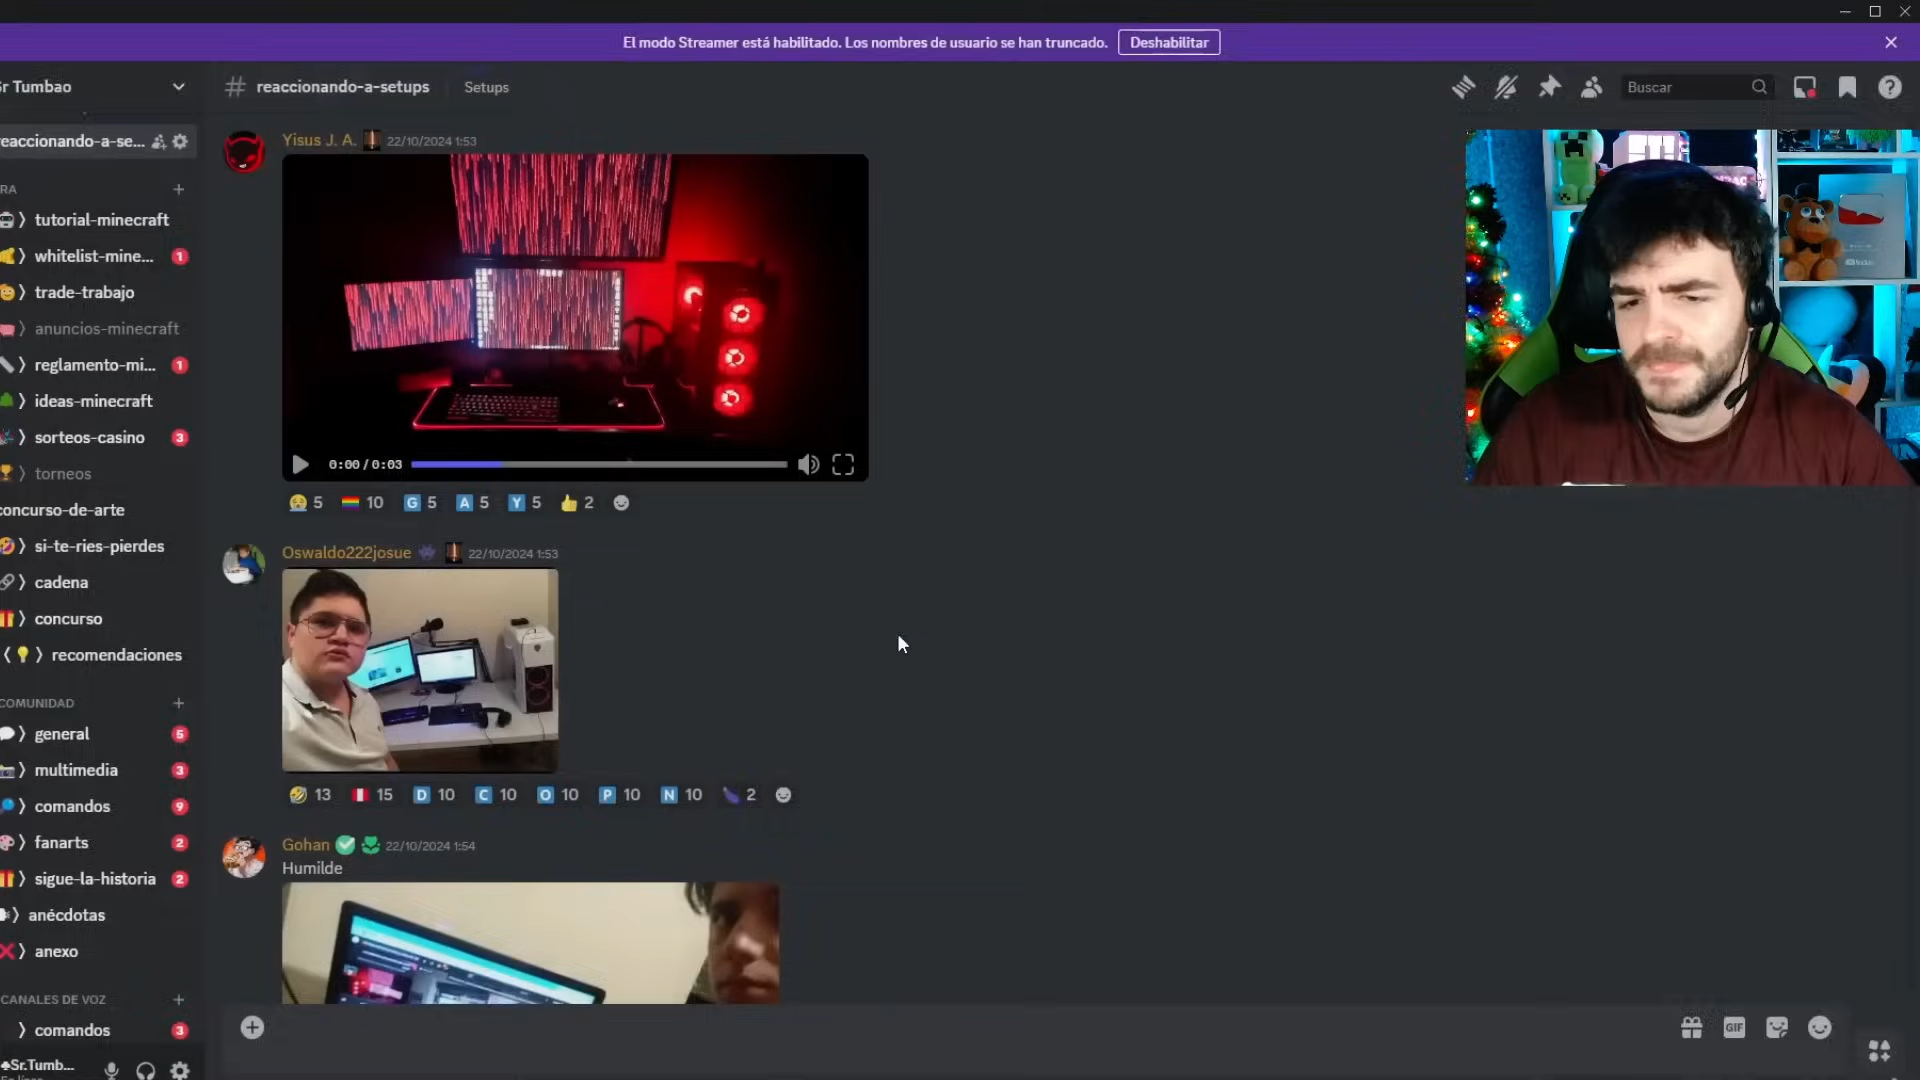 El modo Streamer está habilitado. Los nombres de usuario se han truncado.
Deshabilitar
Sr Tumbao
reaccionando-a-setups
Setups
Buscar
reaccionando-a-se...
RA
tutorial-minecraft
whitelist-mine...
1
trade-trabajo
anuncios-minecraft
reglamento-mi...
1
ideas-minecraft
sorteos-casino
3
torneos
concurso-de-arte
si-te-ries-pierdes
cadena
concurso
recomendaciones
COMUNIDAD
general
5
multimedia
3
comandos
9
fanarts
2
sigue-la-historia
2
anécdotas
anexo
CANALES DE VOZ
comandos
3
♣Sr.Tumb...
Yisus J. A.
22/10/2024 1:53
0:00 / 0:03
5
10
G 5
A 5
Y 5
2
Oswaldo222josue
22/10/2024 1:53
13
15
D 10
C 10
O 10
P 10
N 10
2
Gohan
22/10/2024 1:54
Humilde
GIF